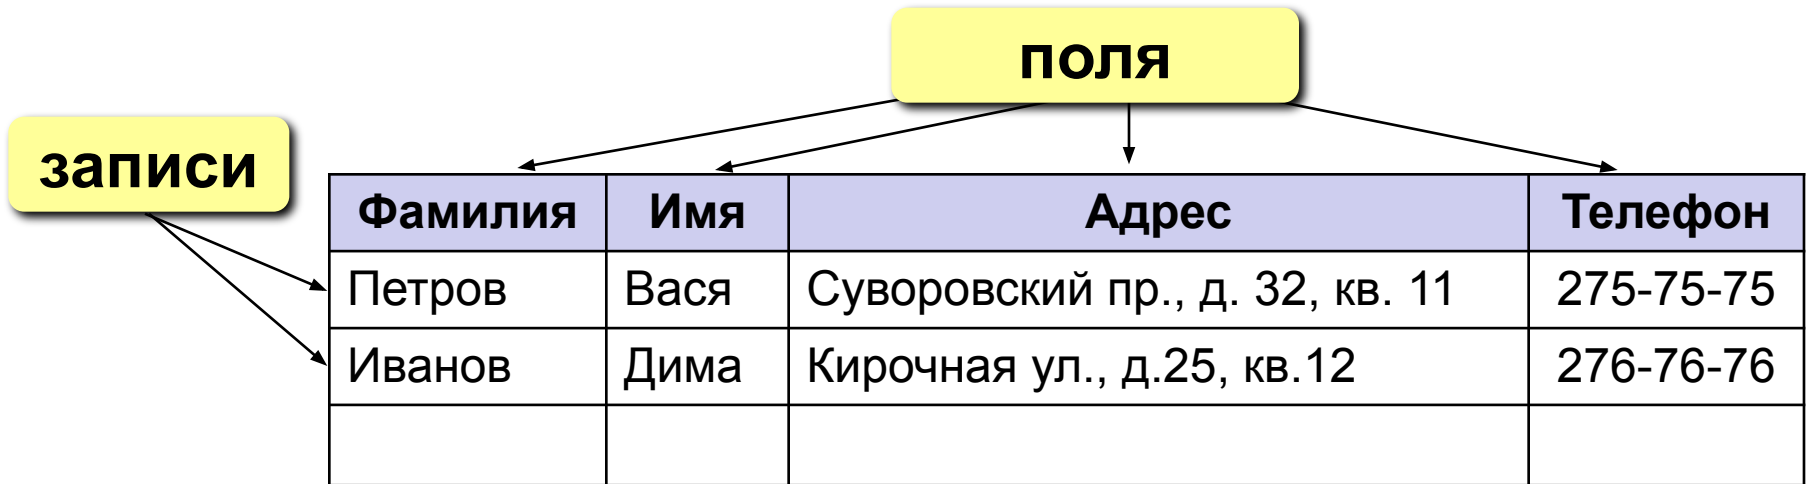 поля
записи
Фамилия Имя Адрес Телефон
Петров Вася Суворовский пр., д. 32, кв. 11 275-75-75
Иванов Дима Кирочная ул., д.25, кв.12 276-76-76